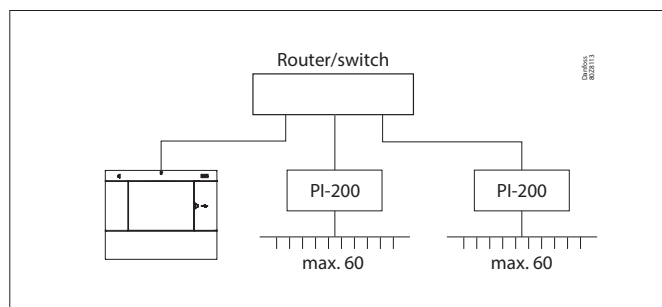 Router/switch
Danfoss
80Z8113
PI-200
PI-200
max. 60
max. 60